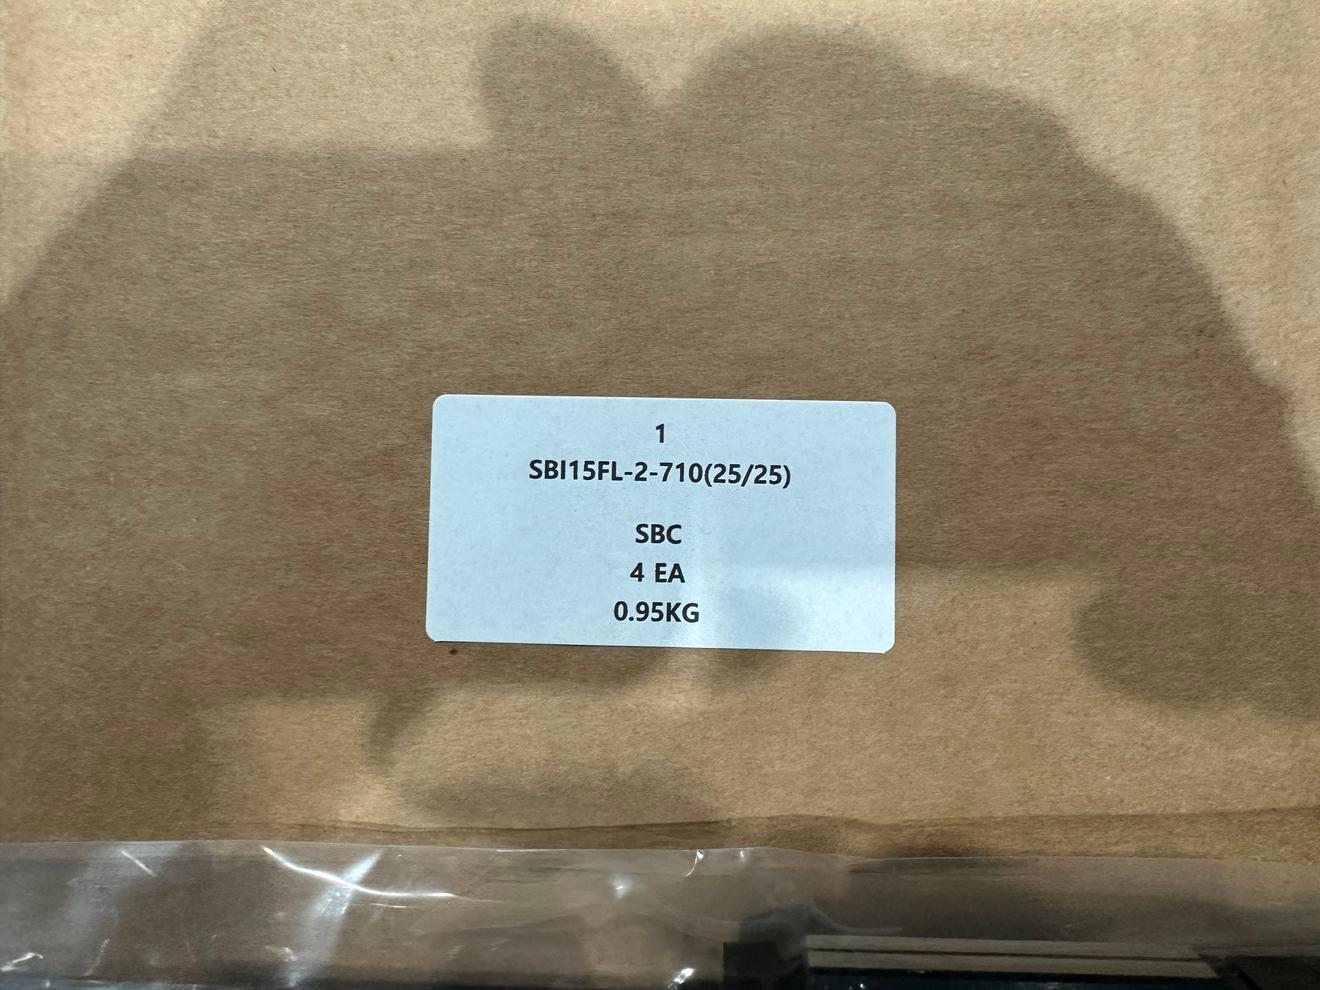 1
SBI15FL-2-710(25/25)
SBC
4 EA
0.95KG